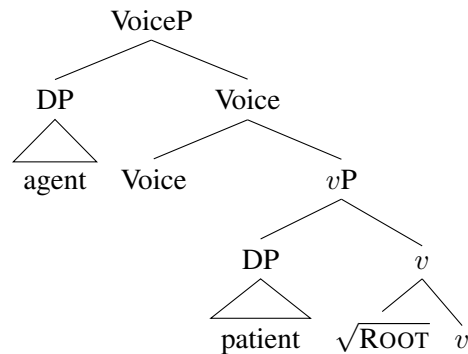 VoiceP
DP Voice
agent Voice vP
DP v
patient √ROOT v